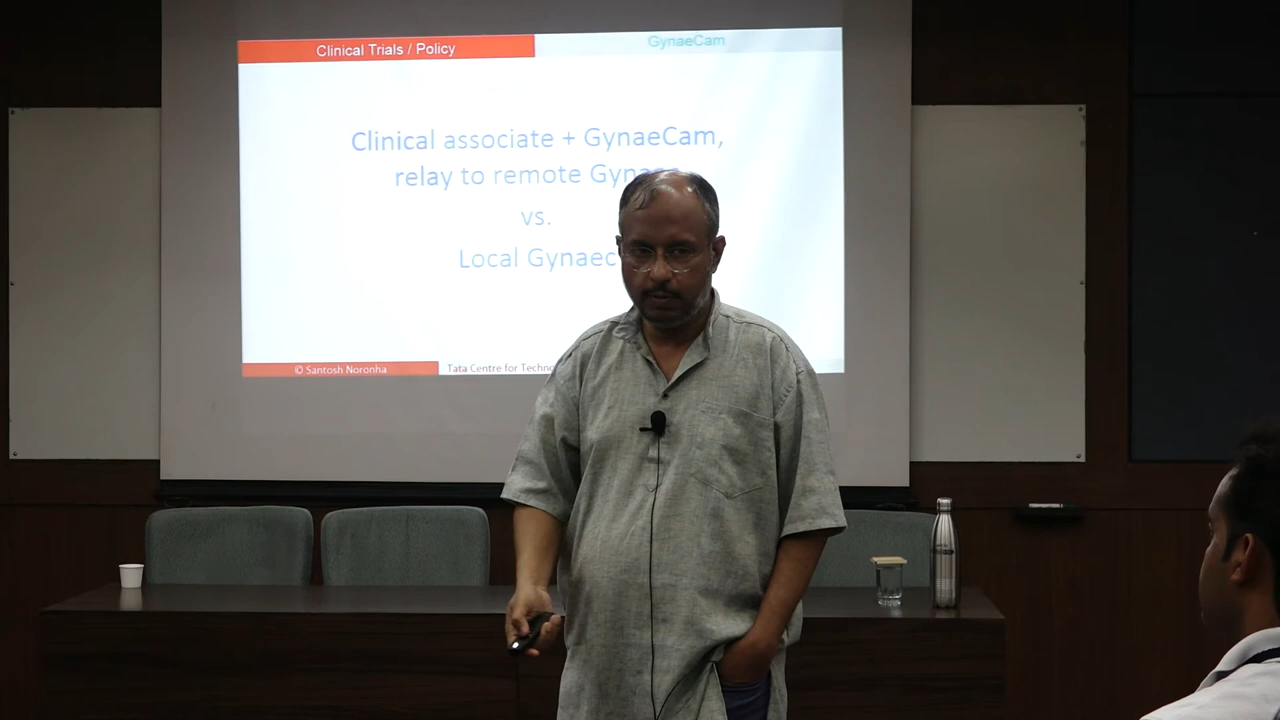 Clinical Trials / Policy
GynaeCam
Clinical associate + GynaeCam,
relay to remote
vs.
Local
© Santosh Noronha
Tata Centre for